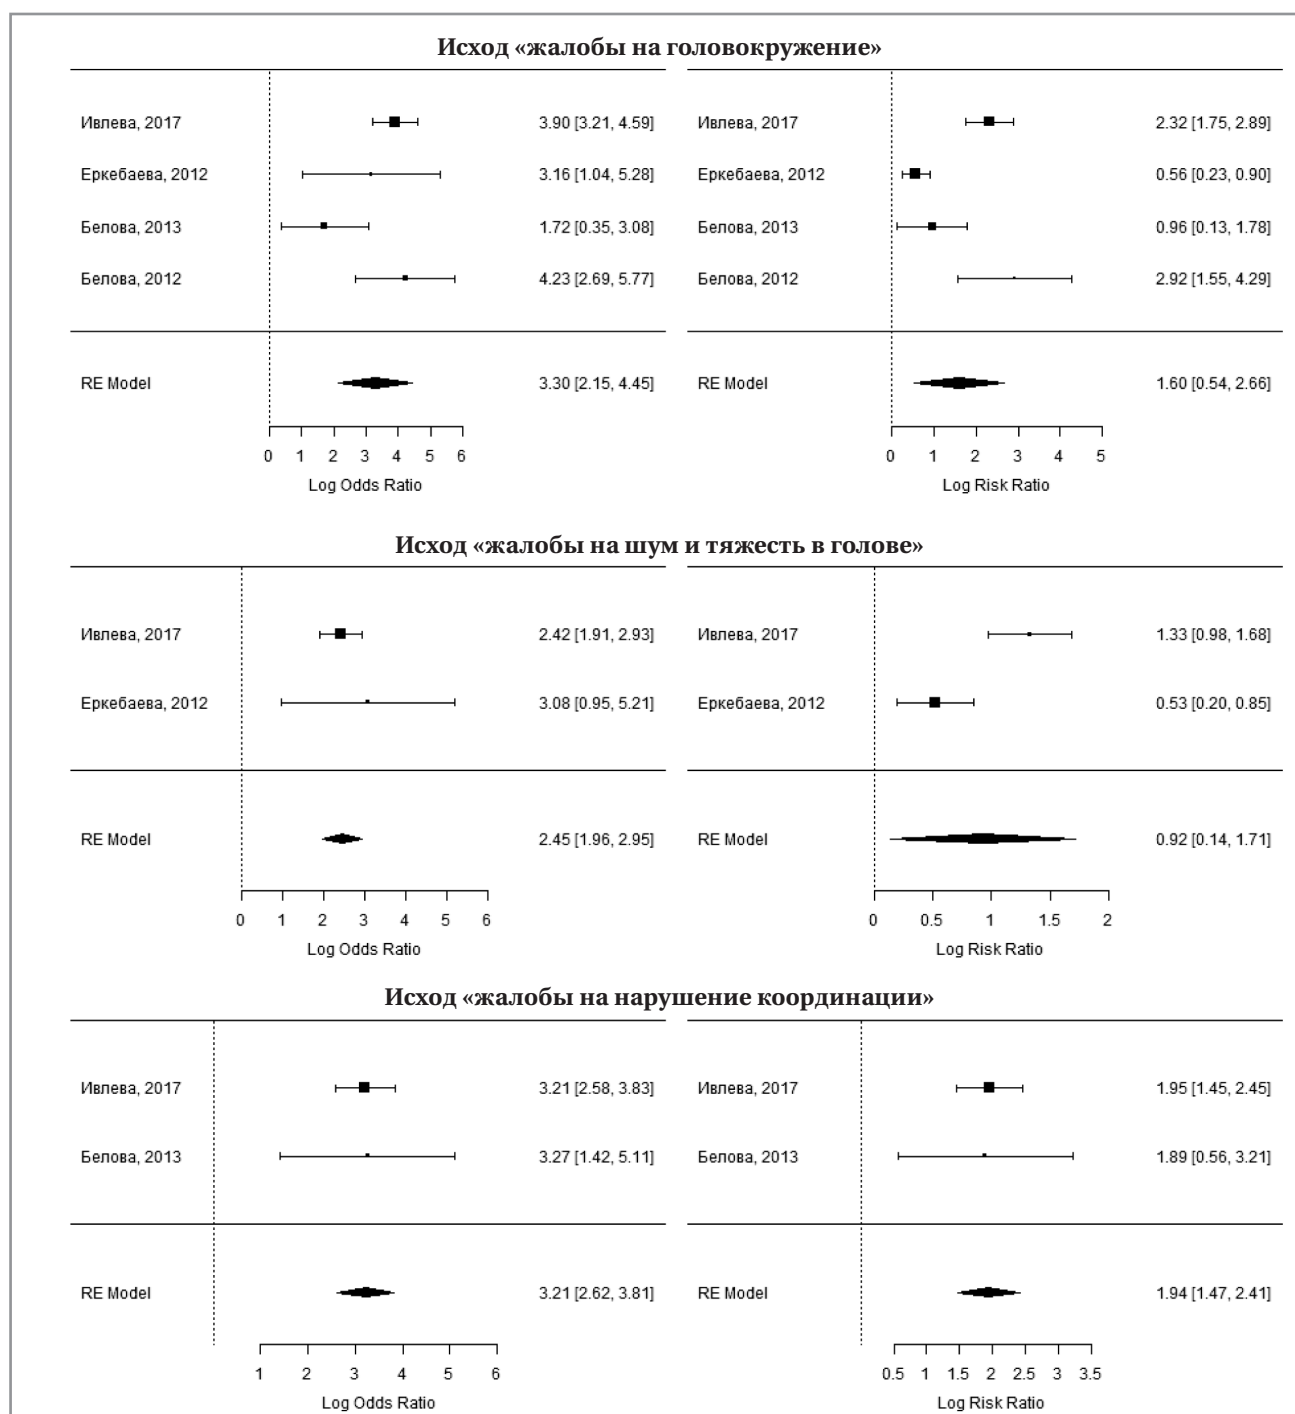 Исход «жалобы на головокружение»
Ивлева, 2017 3.90 [3.21, 4.59] Ивлева, 2017 2.32 [1.75, 2.89]
Еркебаева, 2012 3.16 [1.04, 5.28] Еркебаева, 2012 0.56 [0.23, 0.90]
Белова, 2013 1.72 [0.35, 3.08] Белова, 2013 0.96 [0.13, 1.78]
Белова, 2012 4.23 [2.69, 5.77] Белова, 2012 2.92 [1.55, 4.29]
RE Model 3.30 [2.15, 4.45] RE Model 1.60 [0.54, 2.66]
0 1 2 3 4 5 6 0 1 2 3 4 5
Log Odds Ratio Log Risk Ratio
Исход «жалобы на шум и тяжесть в голове»
Ивлева, 2017 2.42 [1.91, 2.93] Ивлева, 2017 1.33 [0.98, 1.68]
Еркебаева, 2012 3.08 [0.95, 5.21] Еркебаева, 2012 0.53 [0.20, 0.85]
RE Model 2.45 [1.96, 2.95] RE Model 0.92 [0.14, 1.71]
0 1 2 3 4 5 6 0 0.5 1 1.5 2
Log Odds Ratio Log Risk Ratio
Исход «жалобы на нарушение координации»
Ивлева, 2017 3.21 [2.58, 3.83] Ивлева, 2017 1.95 [1.45, 2.45]
Белова, 2013 3.27 [1.42, 5.11] Белова, 2013 1.89 [0.56, 3.21]
RE Model 3.21 [2.62, 3.81] RE Model 1.94 [1.47, 2.41]
1 2 3 4 5 6 0.5 1 1.5 2 2.5 3 3.5
Log Odds Ratio Log Risk Ratio